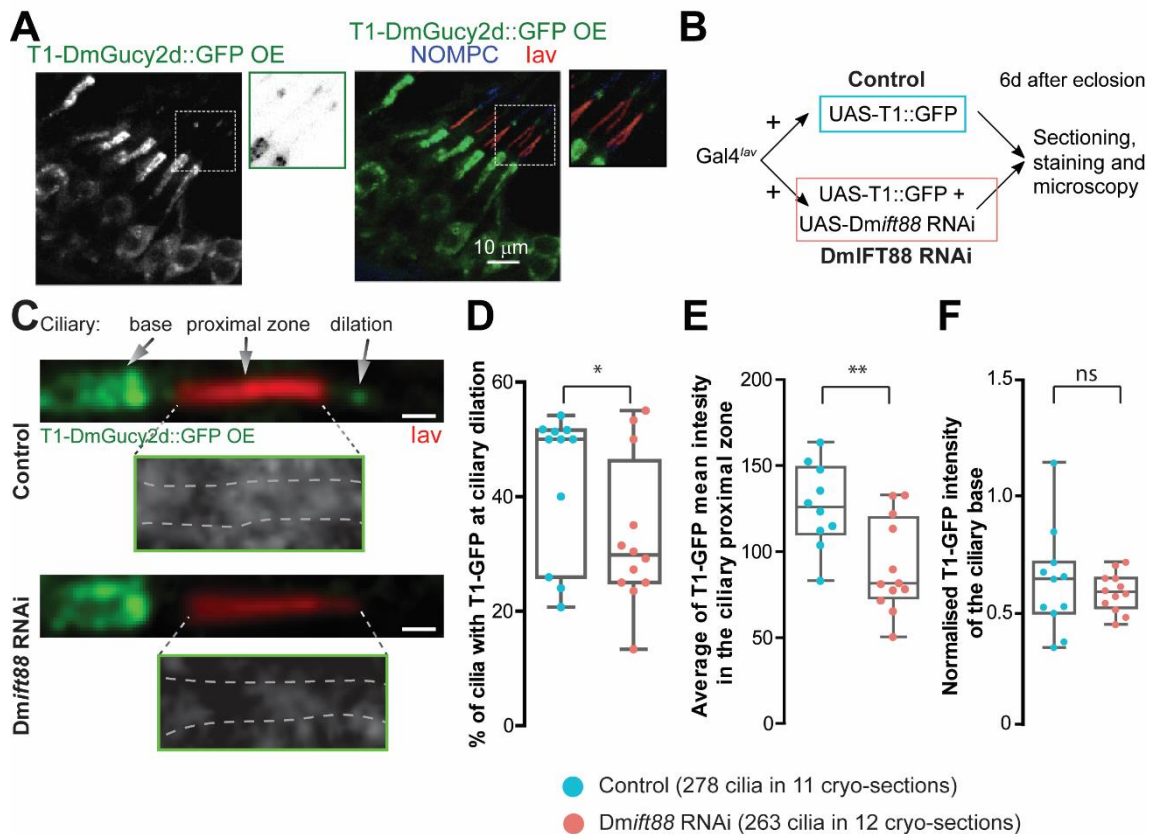 A
T1-DmGucy2d::GFP OE
T1-DmGucy2d::GFP OE
NOMPC Iav
10 μm
B
Control
6d after eclosion
UAS-T1::GFP
+
Gal4Iav
+
Sectioning,
staining and
microscopy
UAS-T1::GFP +
UAS-Dmift88 RNAi
DmIFT88 RNAi
C
Ciliary: base proximal zone dilation
Control
T1-DmGucy2d::GFP OE Iav
Dmift88 RNAi
D
% of cilia with T1-GFP at ciliary dilation
60
40
20
0
*
E
Average of T1-GFP mean intesity
in the ciliary proximal zone
200
150
100
50
0
**
F
Normalised T1-GFP intensity
of the ciliary base
1.5
1.0
0.5
0
ns
Control (278 cilia in 11 cryo-sections)
Dmift88 RNAi (263 cilia in 12 cryo-sections)